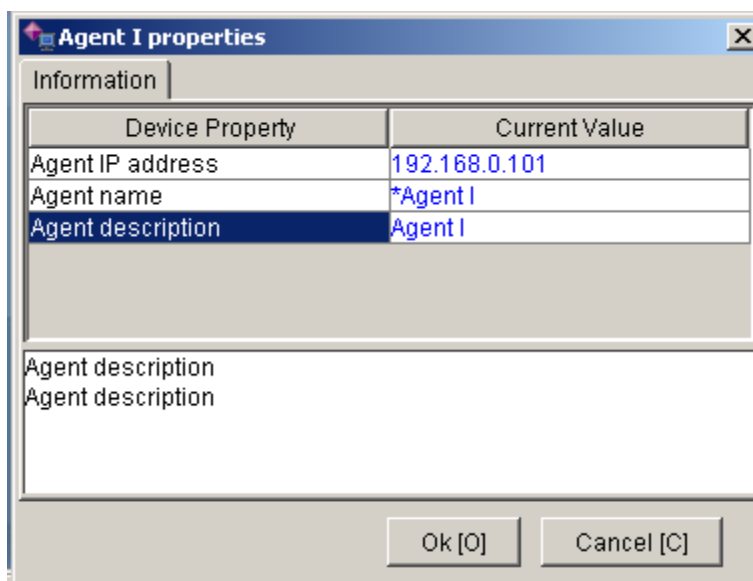 Agent I properties
Information
Device Property Current Value
Agent IP address 192.168.0.101
Agent name *Agent I
Agent description Agent I
Agent description
Agent description
Ok [O] Cancel [C]